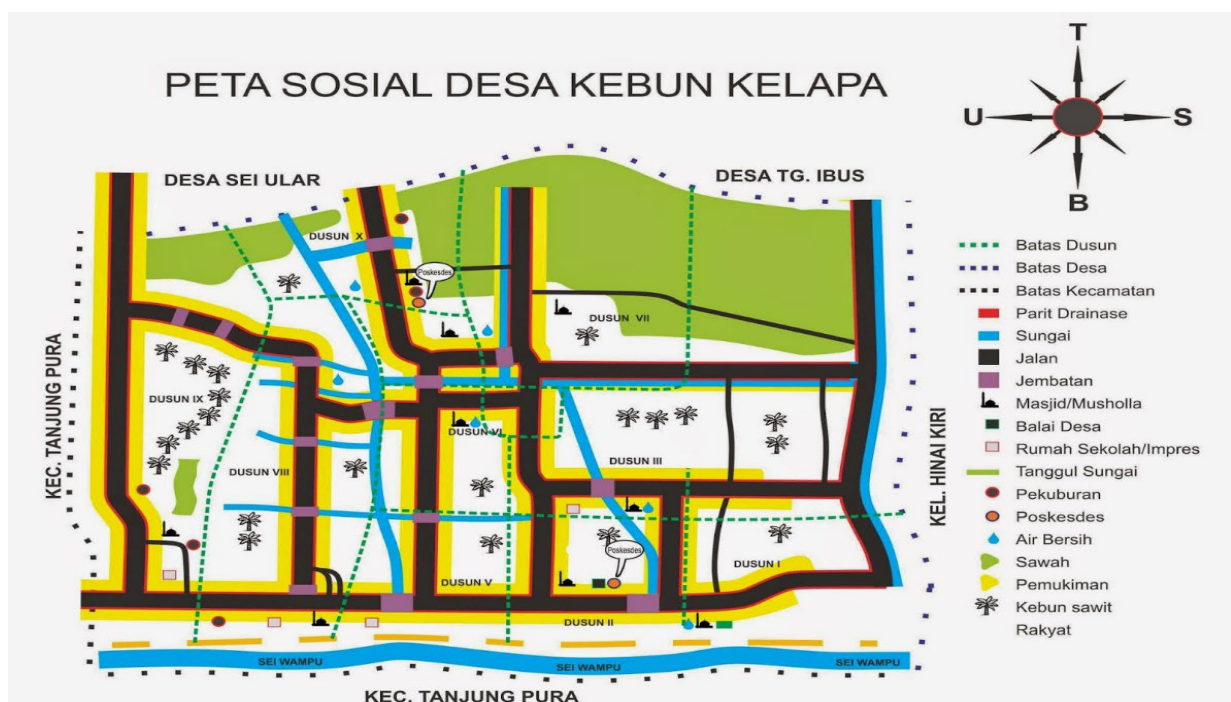 PETA SOSIAL DESA KEBUN KELAPA
T
U
S
B
DESA SEI ULAR
DESA TG. IBUS
DUSUN X
Poskesdes
DUSUN VII
KEC. TANJUNG PURA
DUSUN IX
DUSUN VI
DUSUN VIII
DUSUN III
KEL. HINAI KIRI
Poskesdes
DUSUN V
DUSUN I
DUSUN II
SEI WAMPU
SEI WAMPU
SEI WAMPU
KEC. TANJUNG PURA
Batas Dusun
Batas Desa
Batas Kecamatan
Parit Drainase
Sungai
Jalan
Jembatan
Masjid/Musholla
Balai Desa
Rumah Sekolah/Impres
Tanggul Sungai
Pekuburan
Poskesdes
Air Bersih
Sawah
Pemukiman
Kebun sawit
Rakyat